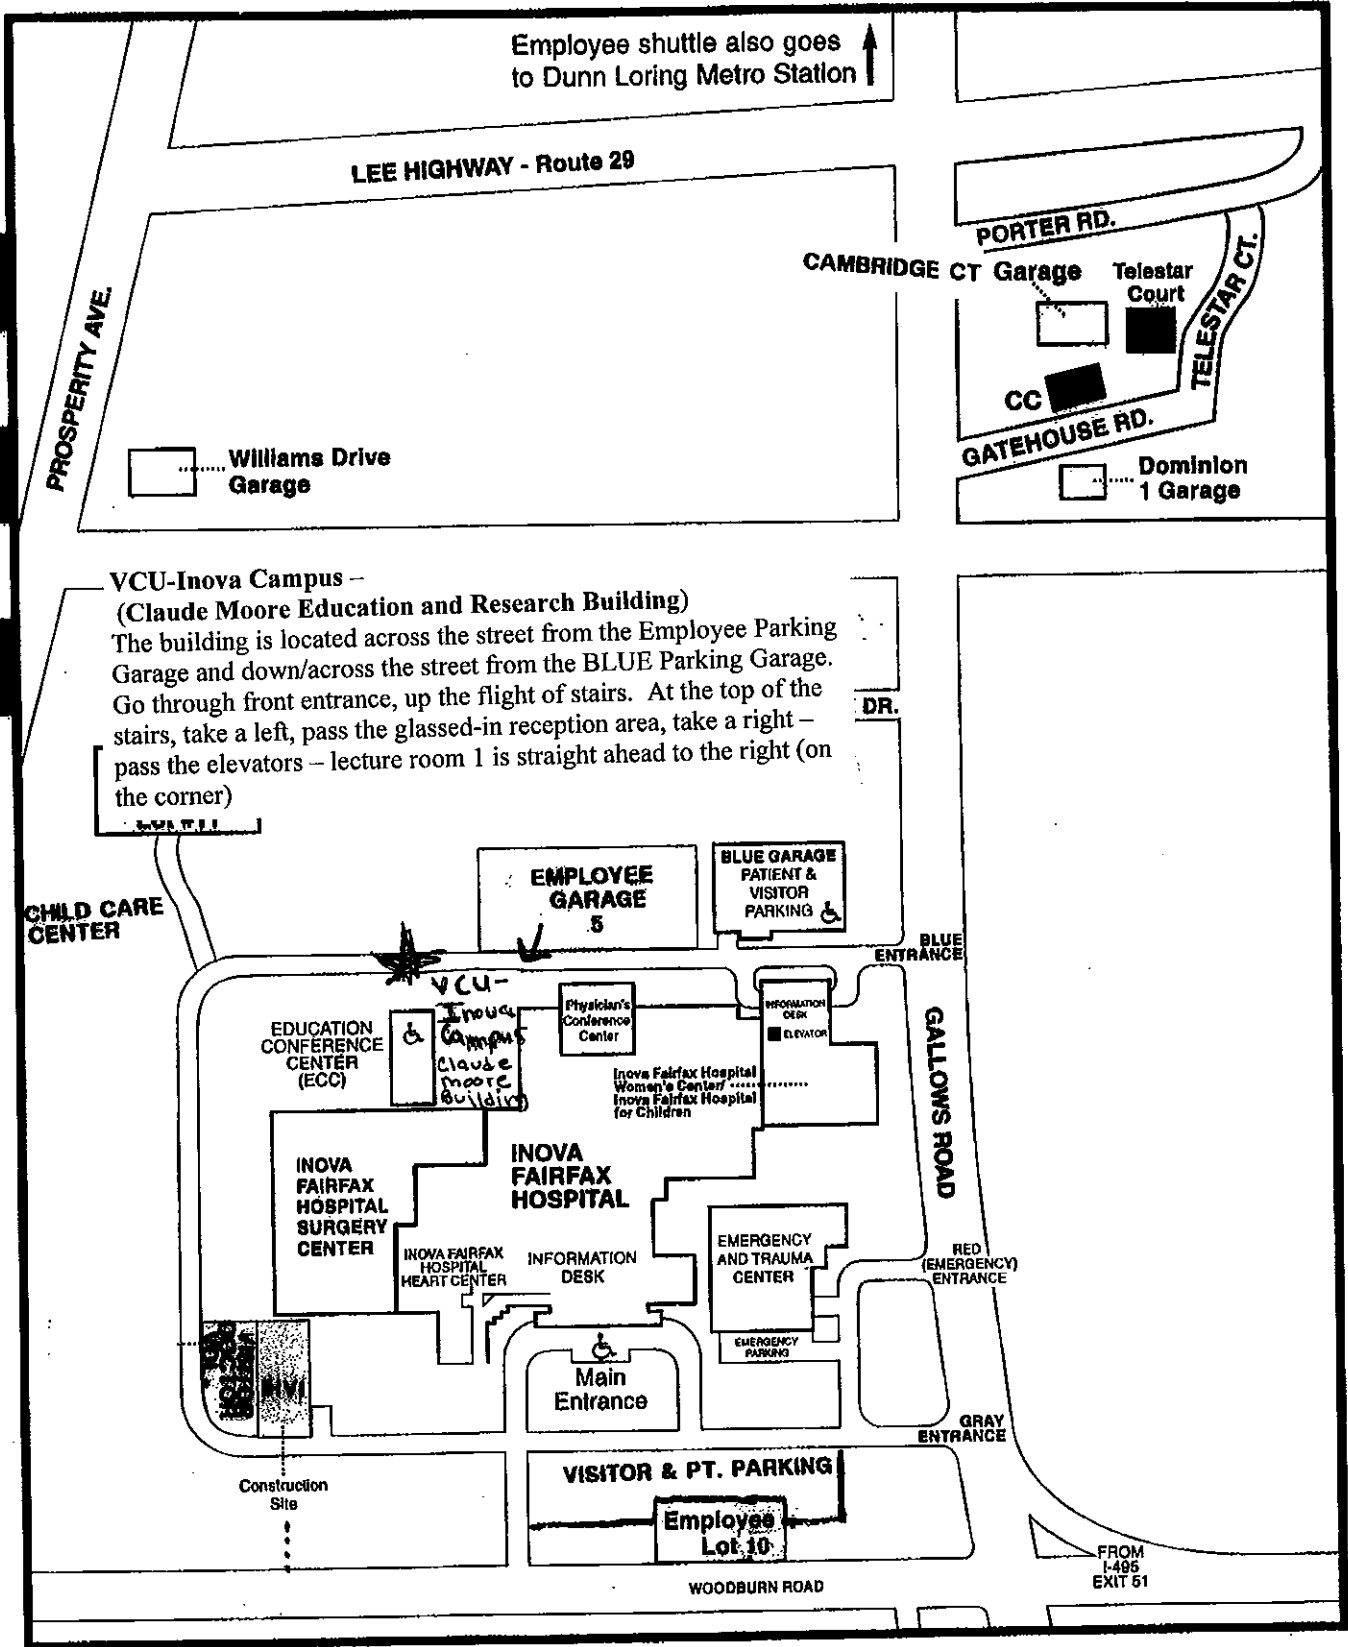 Employee shuttle also goes
to Dunn Loring Metro Station
LEE HIGHWAY - Route 29
PORTER RD.
CAMBRIDGE CT Garage
Telestar
Court
TELESTAR CT.
PROSPERITY AVE.
CC
GATEHOUSE RD.
Williams Drive
Garage
Dominion
1 Garage
VCU-Inova Campus –
(Claude Moore Education and Research Building)
The building is located across the street from the Employee Parking
Garage and down/across the street from the BLUE Parking Garage.
Go through front entrance, up the flight of stairs. At the top of the
stairs, take a left, pass the glassed-in reception area, take a right –
pass the elevators – lecture room 1 is straight ahead to the right (on
the corner)
DR.
CHILD CARE
CENTER
EMPLOYEE
GARAGE
5
BLUE GARAGE
PATIENT &
VISITOR
PARKING
BLUE
ENTRANCE
VCU-
Inova
Campus
Claude
Moore
Building
EDUCATION
CONFERENCE
CENTER
(ECC)
Physician's
Conference
Center
INFORMATION
DESK
ELEVATOR
Inova Fairfax Hospital
Women's Center/
Inova Fairfax Hospital
for Children
GALLOWS ROAD
INOVA
FAIRFAX
HOSPITAL
INOVA
FAIRFAX
HOSPITAL
SURGERY
CENTER
INOVA FAIRFAX
HOSPITAL
HEART CENTER
INFORMATION
DESK
EMERGENCY
AND TRAUMA
CENTER
RED
(EMERGENCY)
ENTRANCE
EMERGENCY
PARKING
Main
Entrance
GRAY
ENTRANCE
Construction
Site
VISITOR & PT. PARKING
Employee
Lot 10
WOODBURN ROAD
FROM
I-495
EXIT 51